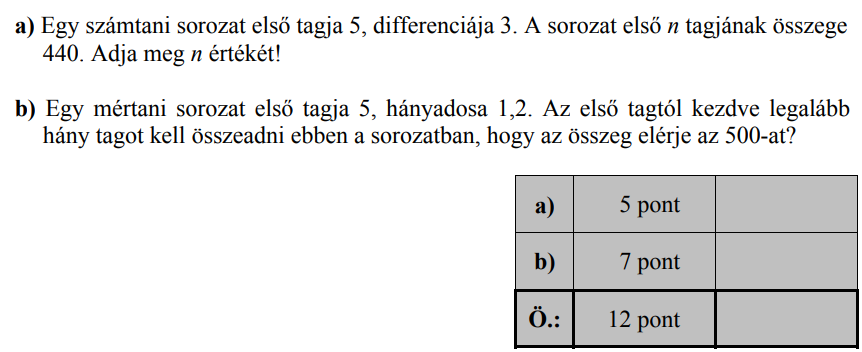 a) Egy számtani sorozat első tagja 5, differenciája 3. A sorozat első n tagjának összege
440. Adja meg n értékét!
b) Egy mértani sorozat első tagja 5, hányadosa 1,2. Az első tagtól kezdve legalább
hány tagot kell összeadni ebben a sorozatban, hogy az összeg elérje az 500-at?
a) 5 pont
b) 7 pont
Ö.: 12 pont